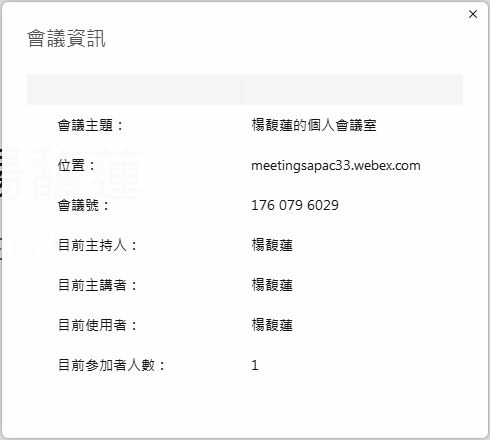 會議資訊
會議主題： 楊馥蓮的個人會議室
位置： meetingsapac33.webex.com
會議號： 176 079 6029
目前主持人： 楊馥蓮
目前主講者： 楊馥蓮
目前使用者： 楊馥蓮
目前參加者人數： 1